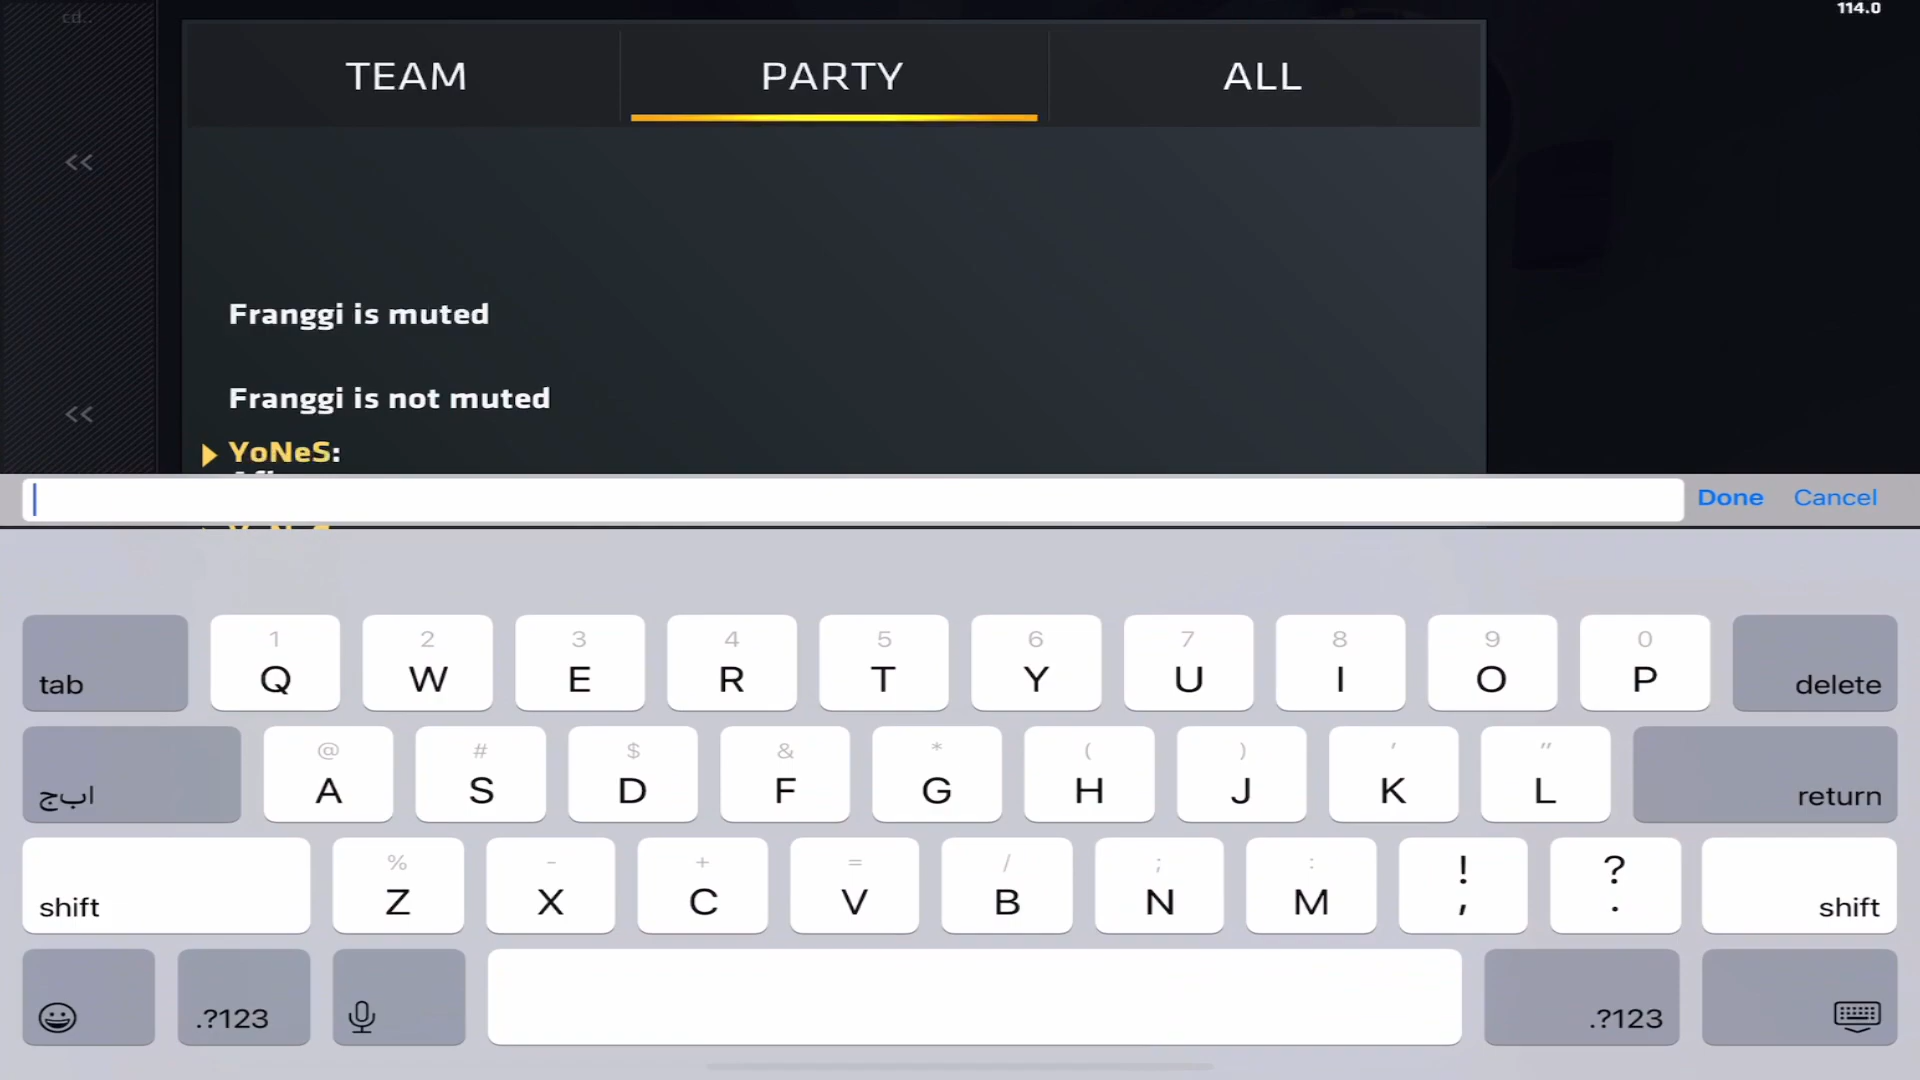 cd..
114.0
TEAM PARTY ALL
<<
Franggi is muted
Franggi is not muted
<<
YoNeS:
Done Cancel
tab 1 Q 2 W 3 E 4 R 5 T 6 Y 7 U 8 I 9 O 0 P delete
ابج @ A # S $ D & F * G ( H ) J ' K " L return
shift % Z - X + C = V / B ; N : M ! , ? . shift
.?123 .?123